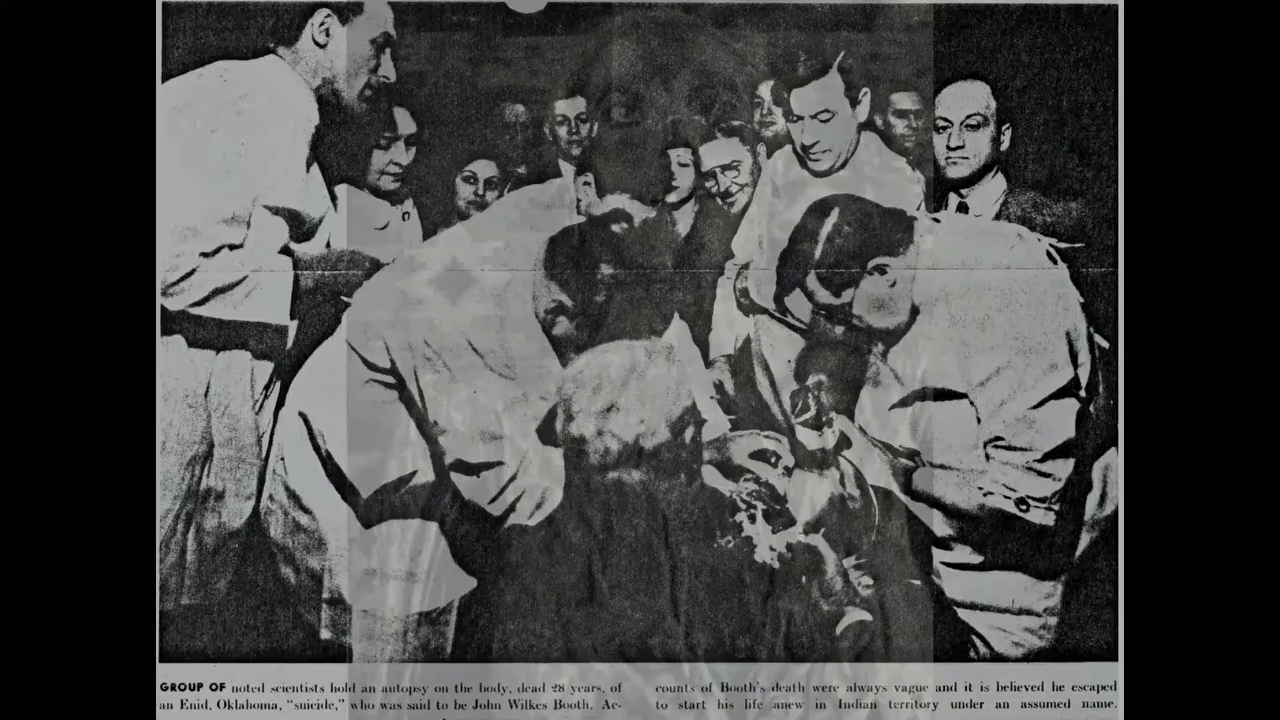 GROUP OF noted scientists hold an autopsy on the body, dead 28 years, of
an Enid, Oklahoma, "suicide," who was said to be John Wilkes Booth. Ac-
counts of Booth's death were always vague and it is believed he escaped
to start his life anew in Indian territory under an assumed name.